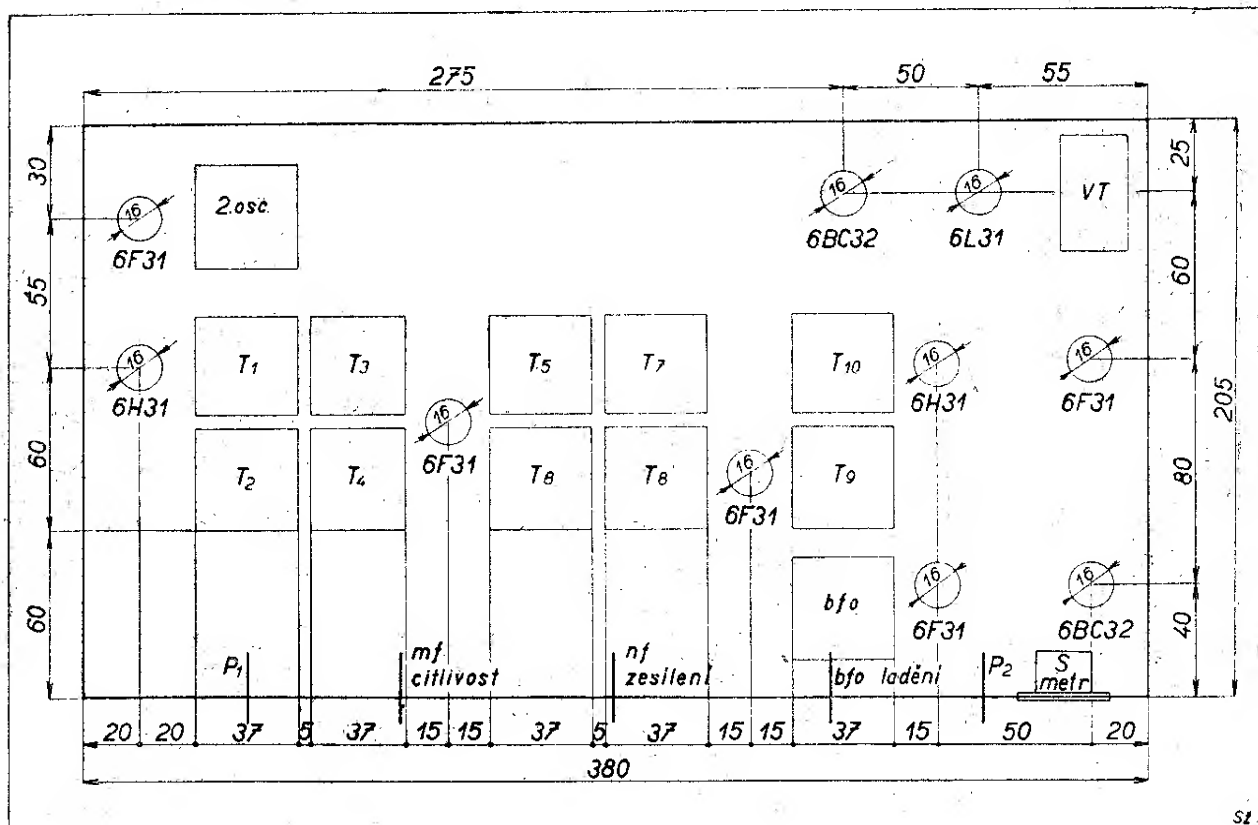 275
50
55
30
55
60
60
25
60
80
40
205
16
6F31
2.osc.
16
6BC32
16
6L31
VT
16
6H31
T1
T3
T5
T7
T10
16
6H31
16
6F31
T2
T4
16
6F31
T8
T8
16
6F31
T9
bfo
16
6F31
16
6BC32
P1
mf
citlivost
nf
zesílení
bfo ladění
P2
S
metr
20
20
37
5
37
15
15
37
5
37
15
15
37
15
50
20
380
Sl